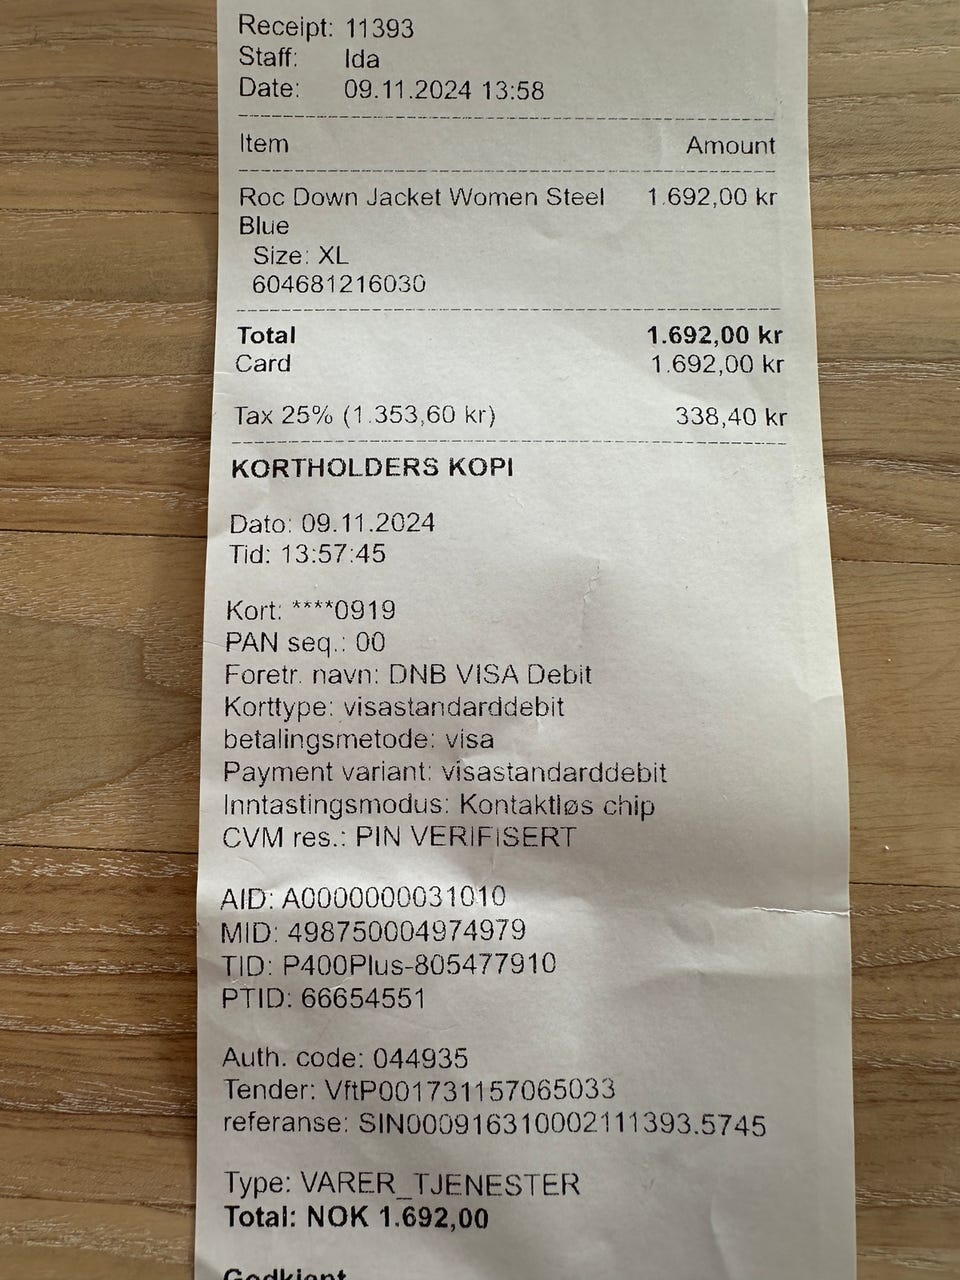 Receipt: 11393
Staff: Ida
Date: 09.11.2024 13:58
Item Amount
Roc Down Jacket Women Steel 1.692,00 kr
Blue
Size: XL
604681216030
Total 1.692,00 kr
Card 1.692,00 kr
Tax 25% (1.353,60 kr) 338,40 kr
KORTHOLDERS KOPI
Dato: 09.11.2024
Tid: 13:57:45
Kort: ****0919
PAN seq.: 00
Foretr. navn: DNB VISA Debit
Korttype: visastandarddebit
betalingsmetode: visa
Payment variant: visastandarddebit
Inntastingsmodus: Kontaktløs chip
CVM res.: PIN VERIFISERT
AID: A0000000031010
MID: 498750004974979
TID: P400Plus-805477910
PTID: 66654551
Auth. code: 044935
Tender: VftP001731157065033
referanse: SIN0009163100021​11393.5745
Type: VARER_TJENESTER
Total: NOK 1.692,00
Godkjent